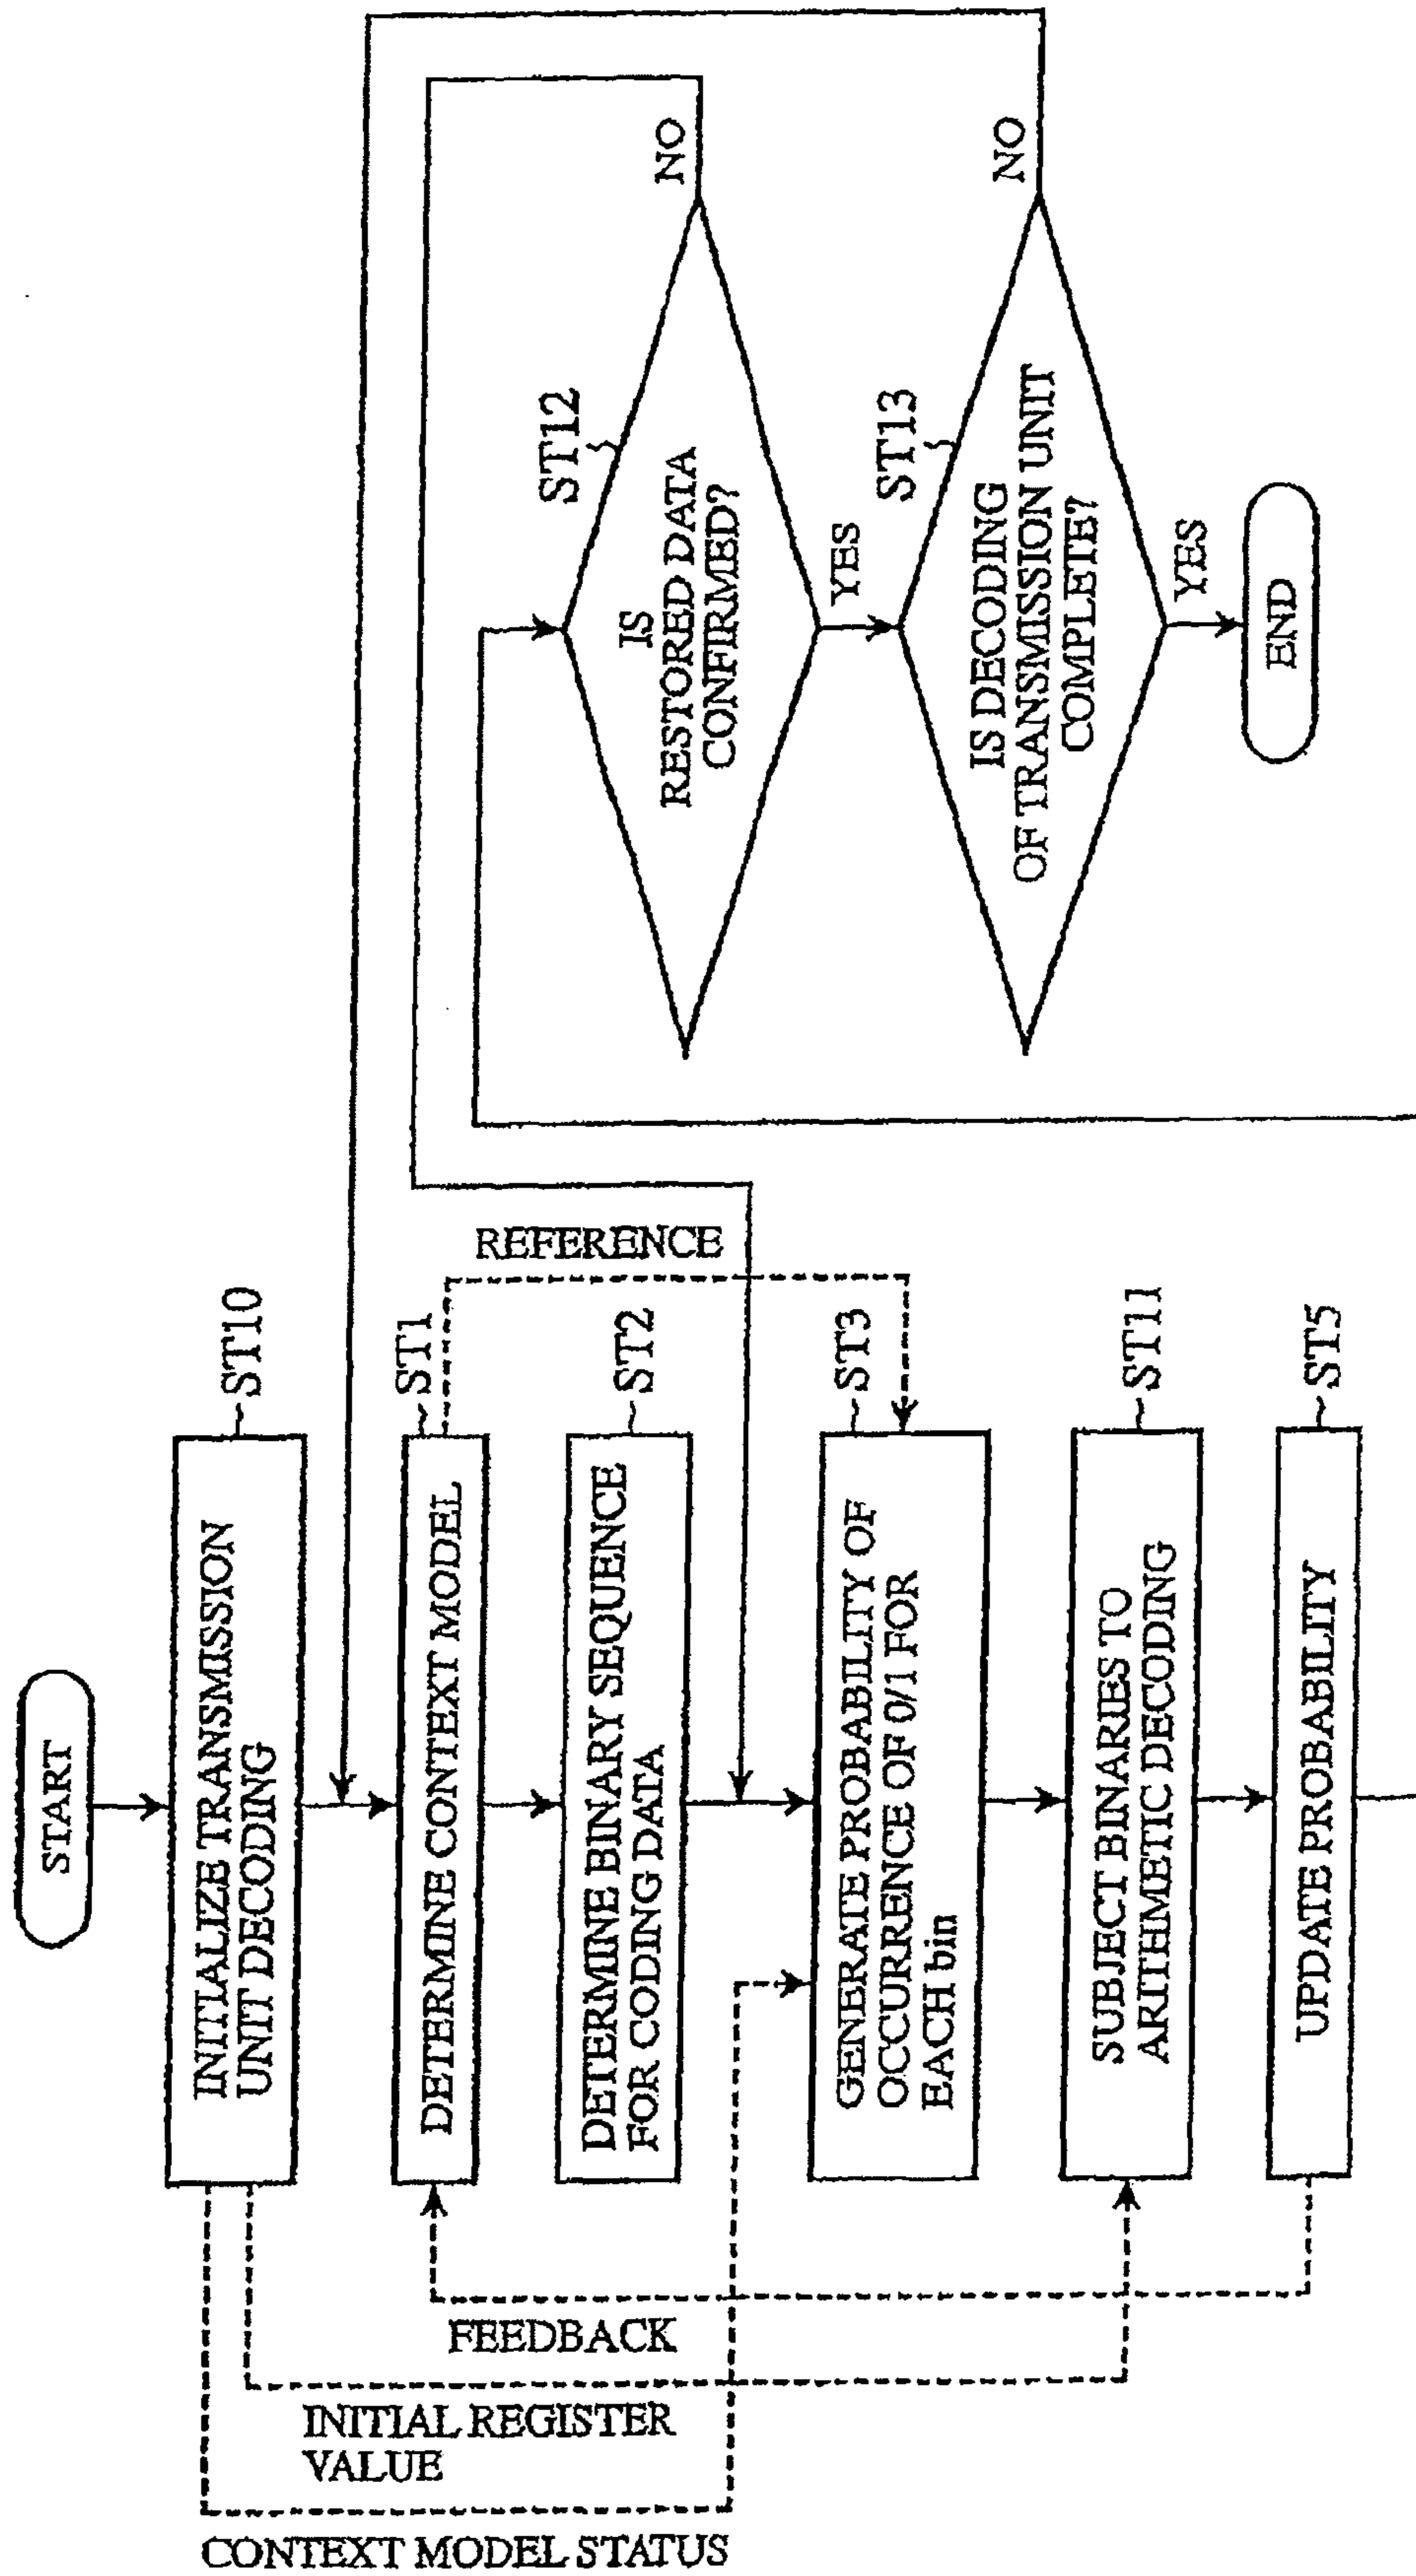 START
INITIALIZE TRANSMISSION
UNIT DECODING
ST10
DETERMINE CONTEXT MODEL
ST1
REFERENCE
DETERMINE BINARY SEQUENCE
FOR CODING DATA
ST2
GENERATE PROBABILITY OF
OCCURRENCE OF 0/1 FOR
EACH bin
ST3
SUBJECT BINARIES TO
ARITHMETIC DECODING
ST11
UPDATE PROBABILITY
ST5
FEEDBACK
INITIAL REGISTER
VALUE
CONTEXT MODEL STATUS
ST12
IS
RESTORED DATA
CONFIRMED?
NO
YES
ST13
IS DECODING
OF TRANSMISSION UNIT
COMPLETE?
NO
YES
END